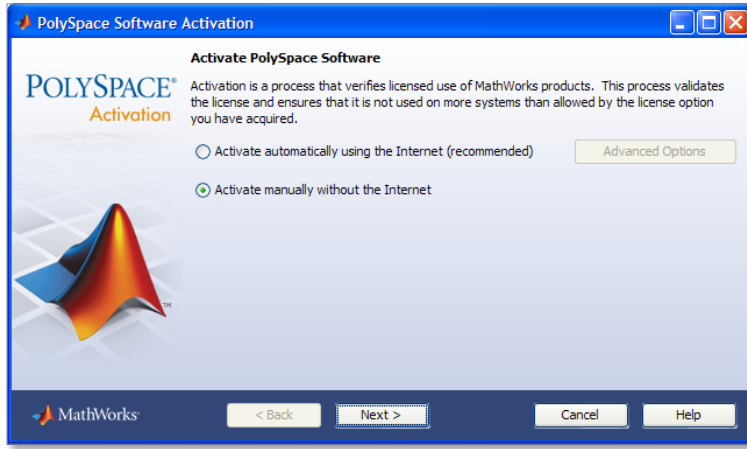 PolySpace Software Activation
Activate PolySpace Software
POLYSPACE®
Activation
Activation is a process that verifies licensed use of MathWorks products. This process validates
the license and ensures that it is not used on more systems than allowed by the license option
you have acquired.
Activate automatically using the Internet (recommended)
Advanced Options
Activate manually without the Internet
TM
MathWorks
< Back
Next >
Cancel
Help